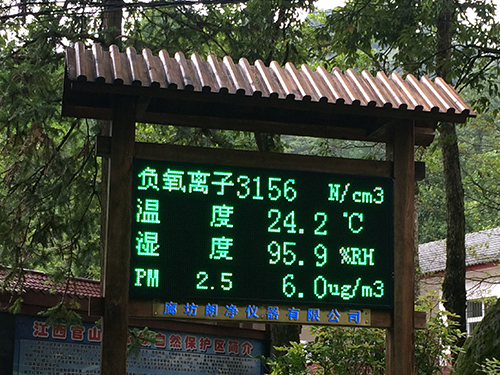 负氧离子3156 N/cm3
温 度 24.2 ℃
湿 度 95.9 %RH
PM 2.5 6.0ug/m3
廊坊朗净仪器有限公司
江西官山 自然保护区简介